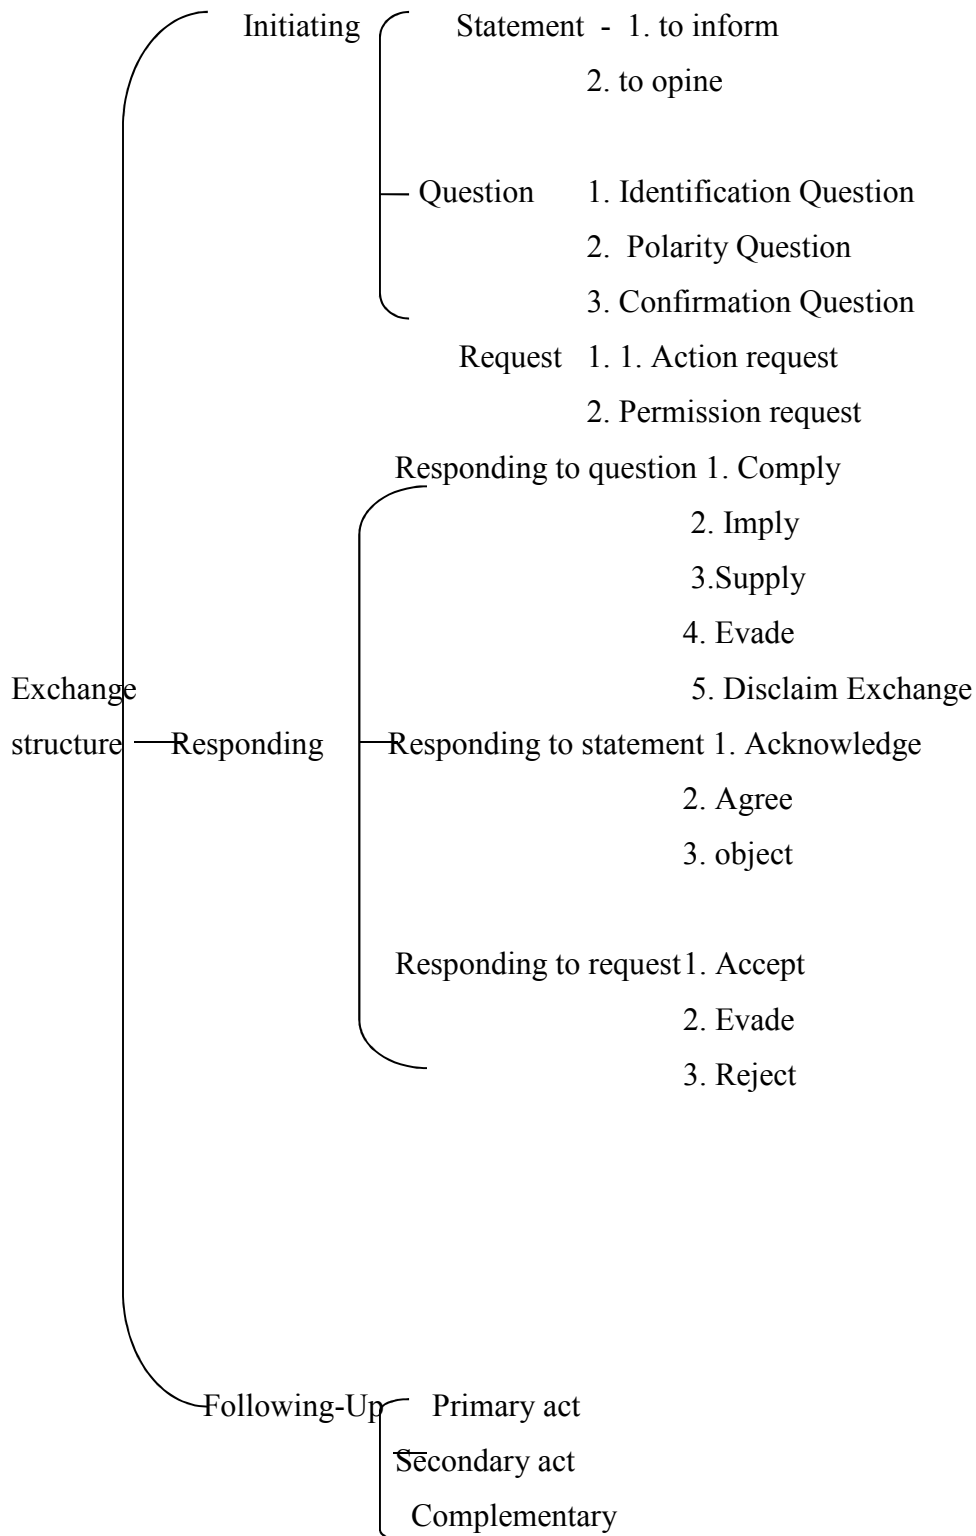 Initiating Statement - 1. to inform
2. to opine
Question 1. Identification Question
2. Polarity Question
3. Confirmation Question
Request 1. 1. Action request
2. Permission request
Responding to question 1. Comply
2. Imply
3.Supply
4. Evade
Exchange 5. Disclaim Exchange
structure Responding Responding to statement 1. Acknowledge
2. Agree
3. object
Responding to request1. Accept
2. Evade
3. Reject
Following-Up Primary act
Secondary act
Complementary